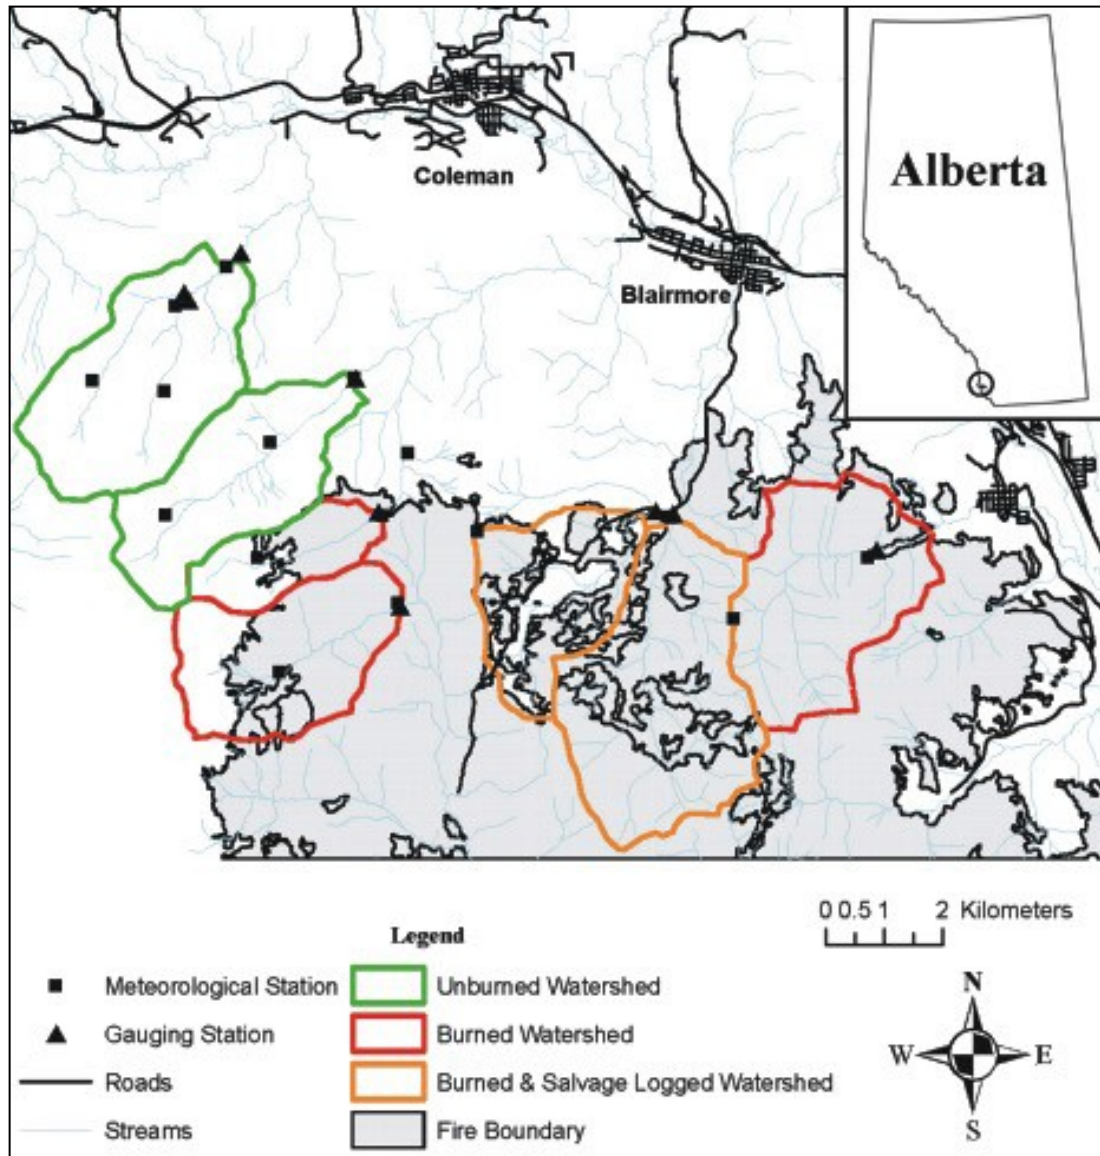 Alberta
Coleman
Blairmore
0 0.5 1 2 Kilometers
Legend
Meteorological Station
Unburned Watershed
Gauging Station
Burned Watershed
Roads
Burned & Salvage Logged Watershed
Streams
Fire Boundary
N
W E
S